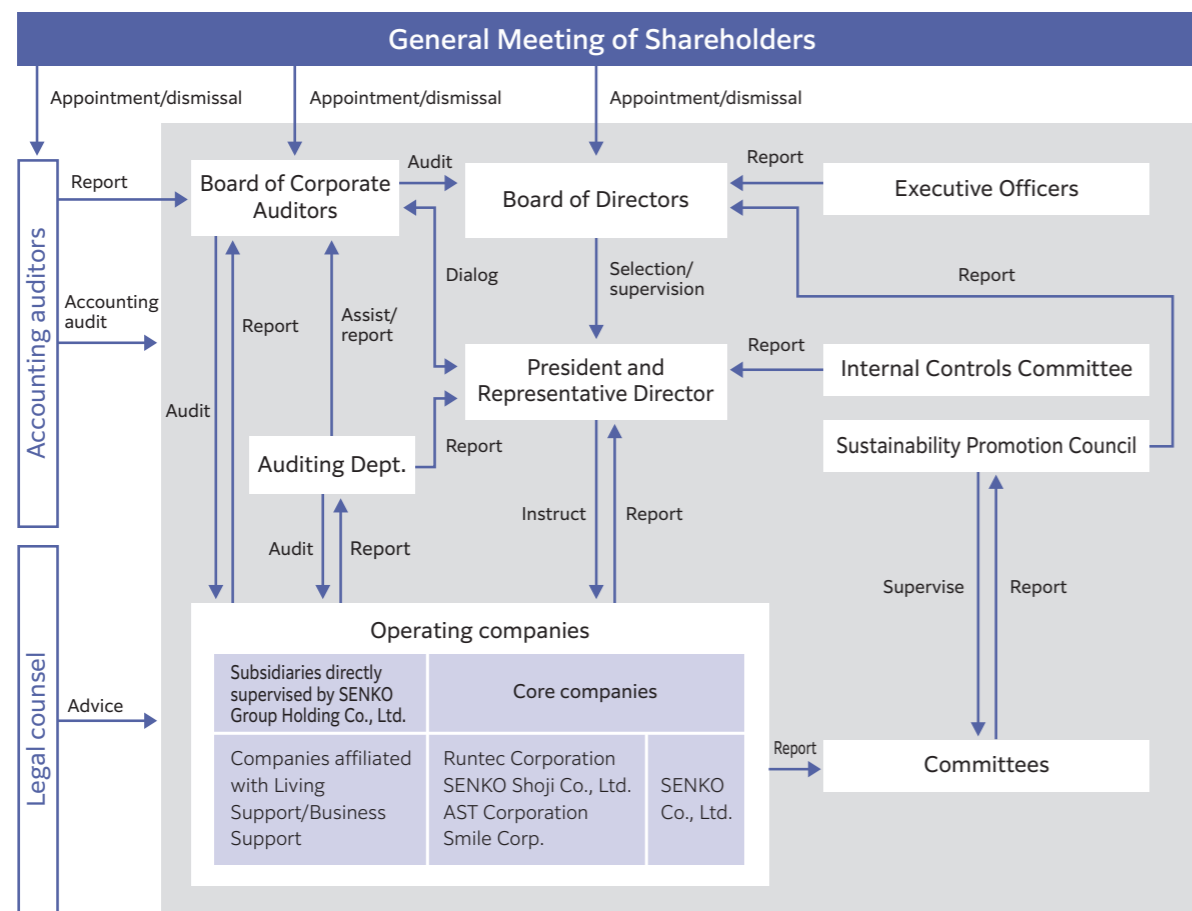 General Meeting of Shareholders
Appointment/dismissal
Appointment/dismissal
Appointment/dismissal
Accounting auditors
Report
Board of Corporate
Auditors
Audit
Board of Directors
Report
Executive Officers
Accounting
audit
Report
Assist/
report
Dialog
Selection/
supervision
Report
President and
Representative Director
Report
Internal Controls Committee
Audit
Auditing Dept.
Report
Sustainability Promotion Council
Audit
Report
Instruct
Report
Supervise
Report
Legal counsel
Advice
Operating companies
Subsidiaries directly
supervised by SENKO
Group Holding Co., Ltd.
Core companies
Companies affiliated
with Living
Support/Business
Support
Runtec Corporation
SENKO Shoji Co., Ltd.
AST Corporation
Smile Corp.
SENKO
Co., Ltd.
Report
Committees